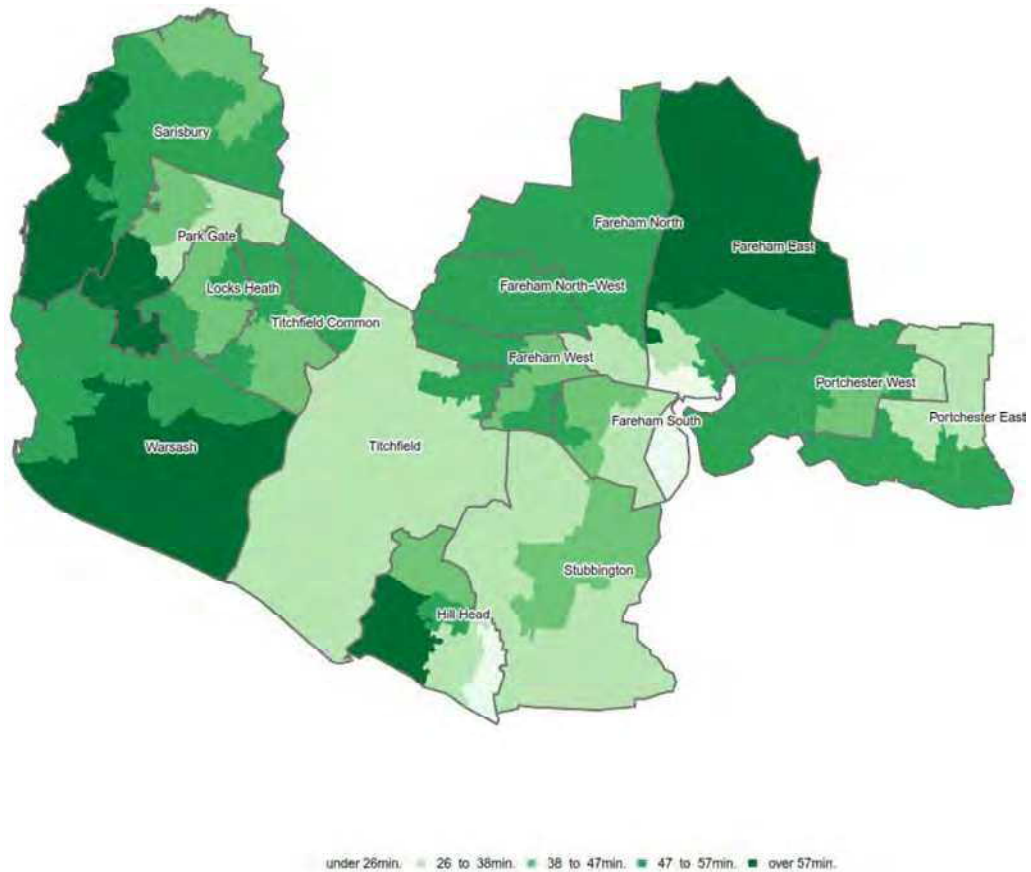 Sarisbury
Fareham North
Park Gate
Fareham East
Locks Heath
Fareham North-West
Titchfield Common
Fareham West
Portchester West
Fareham South
Portchester East
Warsash
Titchfield
Stubbington
Hill Head
under 26min. 26 to 38min. 38 to 47min. 47 to 57min. over 57min.